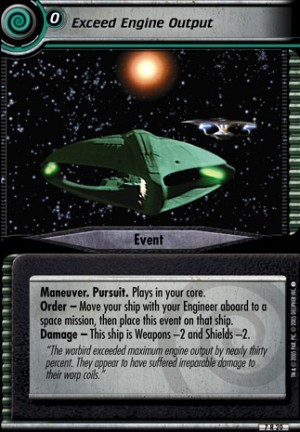 0 Exceed Engine Output
Event
Maneuver. Pursuit. Plays in your core.
Order – Move your ship with your Engineer aboard to a
space mission, then place this event on that ship.
Damage – This ship is Weapons –2 and Shields –2.
"The warbird exceeded maximum engine output by nearly thirty
percent. They appear to have suffered irreparable damage to
their warp coils."
7 R 20